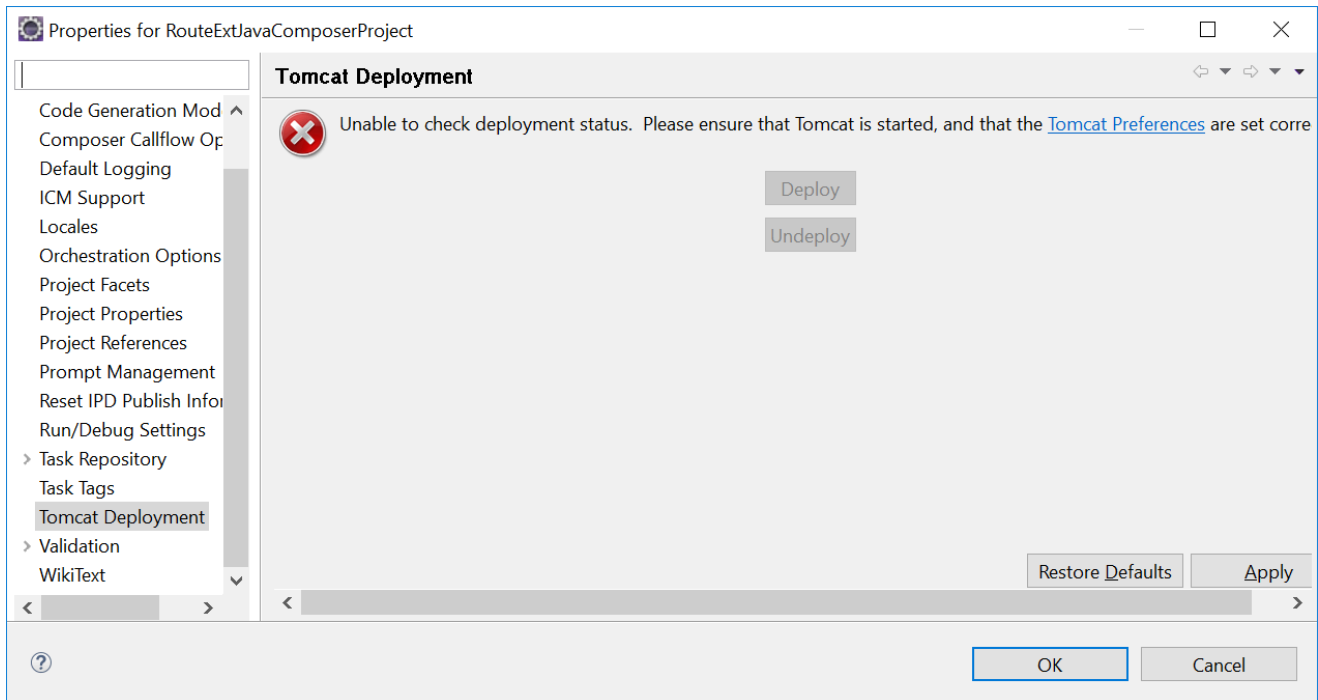 Properties for RouteExtJavaComposerProject
Tomcat Deployment
Code Generation Mod
Composer Callflow Op
Default Logging
ICM Support
Locales
Orchestration Options
Project Facets
Project Properties
Project References
Prompt Management
Reset IPD Publish Infor
Run/Debug Settings
Task Repository
Task Tags
Tomcat Deployment
Validation
WikiText
Unable to check deployment status.  Please ensure that Tomcat is started, and that the Tomcat Preferences are set corre
Deploy
Undeploy
Restore Defaults
Apply
?
OK
Cancel